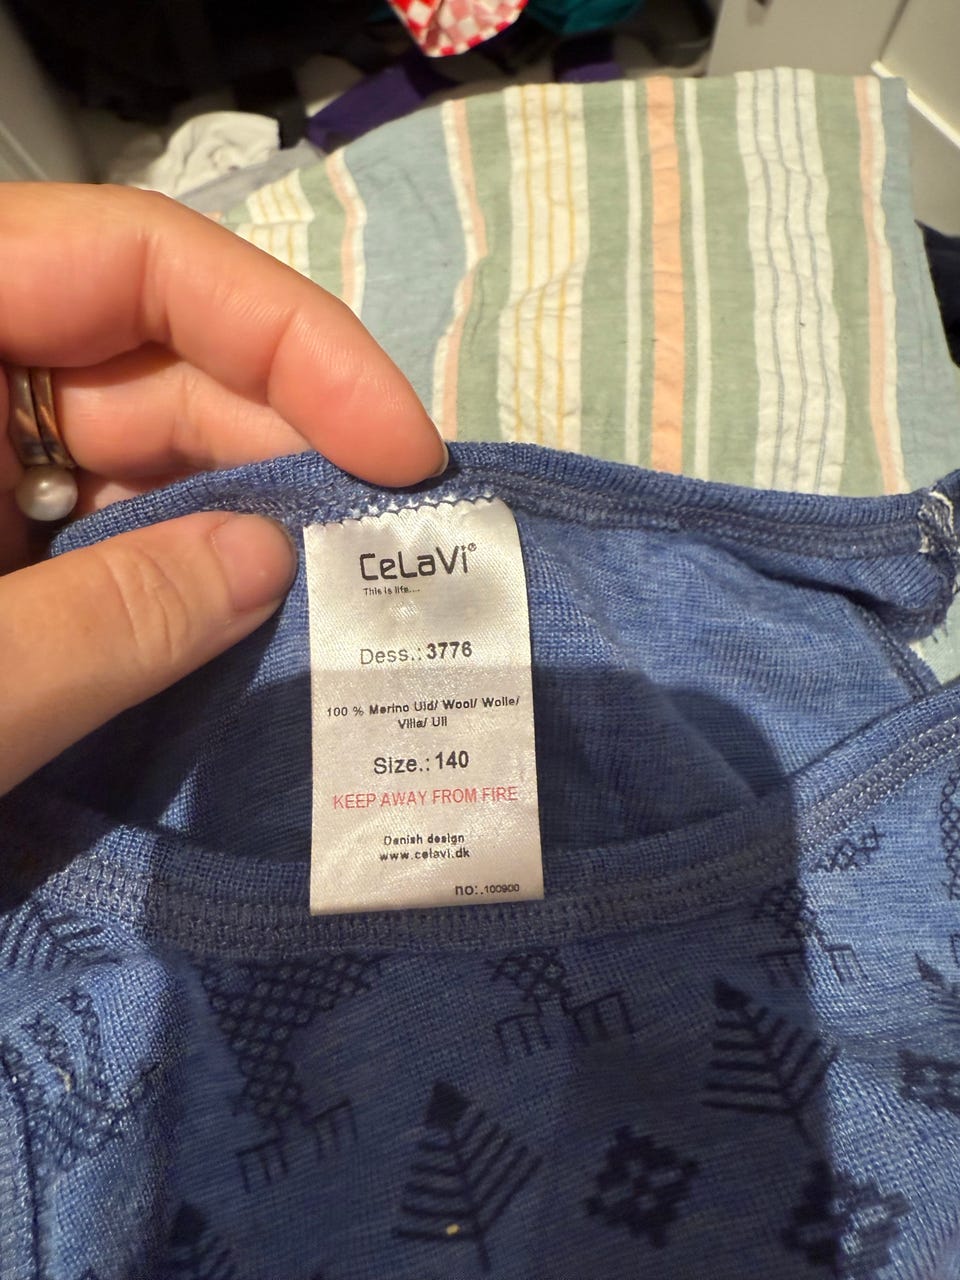 CeLaVi®
This is life....
Dess.: 3776
100 % Merino Uld/ Wool/ Wolle/
Villa/ Ull
Size.: 140
KEEP AWAY FROM FIRE
Danish design
www.celavi.dk
no:.100900